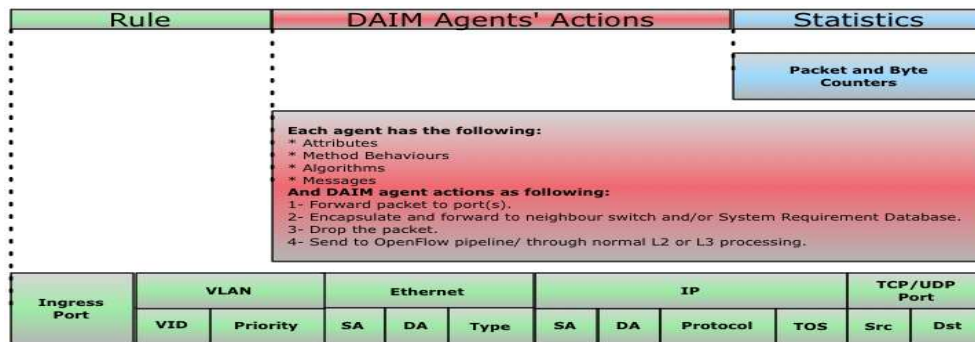 Rule DAIM Agents' Actions Statistics
Packet and Byte
Counters
Each agent has the following:
* Attributes
* Method Behaviours
* Algorithms
* Messages
And DAIM agent actions as following:
1- Forward packet to port(s).
2- Encapsulate and forward to neighbour switch and/or System Requirement Database.
3- Drop the packet.
4- Send to OpenFlow pipeline/ through normal L2 or L3 processing.
Ingress
Port
VLAN
Ethernet
IP
TCP/UDP
Port
VID Priority SA DA Type SA DA Protocol TOS Src Dst